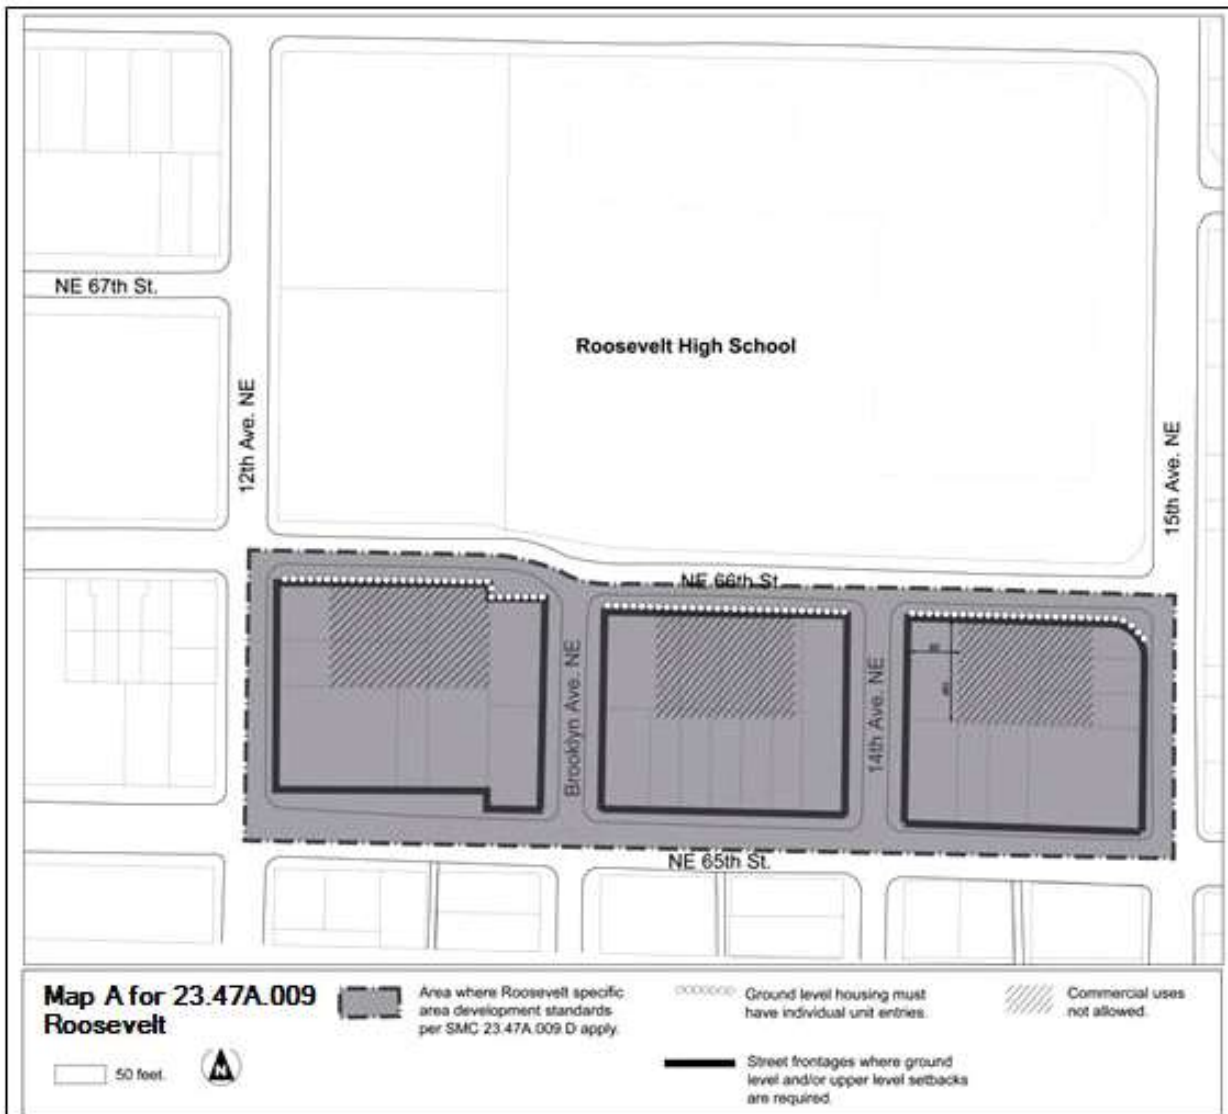 NE 67th St.
Roosevelt High School
12th Ave. NE
15th Ave. NE
NE 66th St.
Brooklyn Ave. NE
14th Ave. NE
NE 65th St.
Map A for 23.47A.009
Roosevelt
50 feet.
N
Area where Roosevelt specific
area development standards
per SMC 23.47A.009 D apply.
Ground level housing must
have individual unit entries.
Street frontages where ground
level and/or upper level setbacks
are required.
Commercial uses
not allowed.